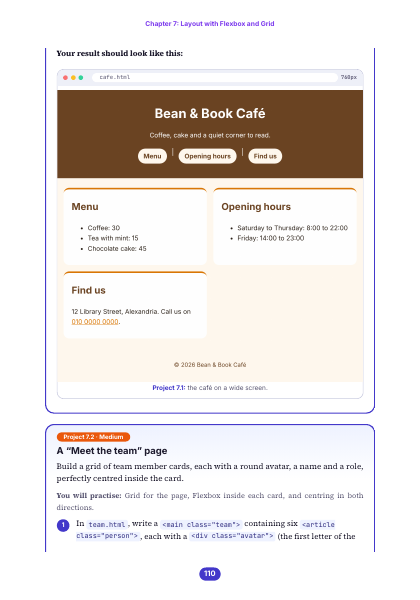 Chapter 7: Layout with Flexbox and Grid
Your result should look like this:
cafe.html
760px
Bean & Book Café
Coffee, cake and a quiet corner to read.
Menu | Opening hours | Find us
Menu
• Coffee: 30
• Tea with mint: 15
• Chocolate cake: 45
Opening hours
• Saturday to Thursday: 8:00 to 22:00
• Friday: 14:00 to 23:00
Find us
12 Library Street, Alexandria. Call us on
010 0000 0000.
© 2026 Bean & Book Café
Project 7.1: the café on a wide screen.
Project 7.2 · Medium
A “Meet the team” page
Build a grid of team member cards, each with a round avatar, a name and a role,
perfectly centred inside the card.
You will practise: Grid for the page, Flexbox inside each card, and centring in both
directions.
1 In team.html, write a <main class="team"> containing six <article
class="person">, each with a <div class="avatar"> (the first letter of the
110